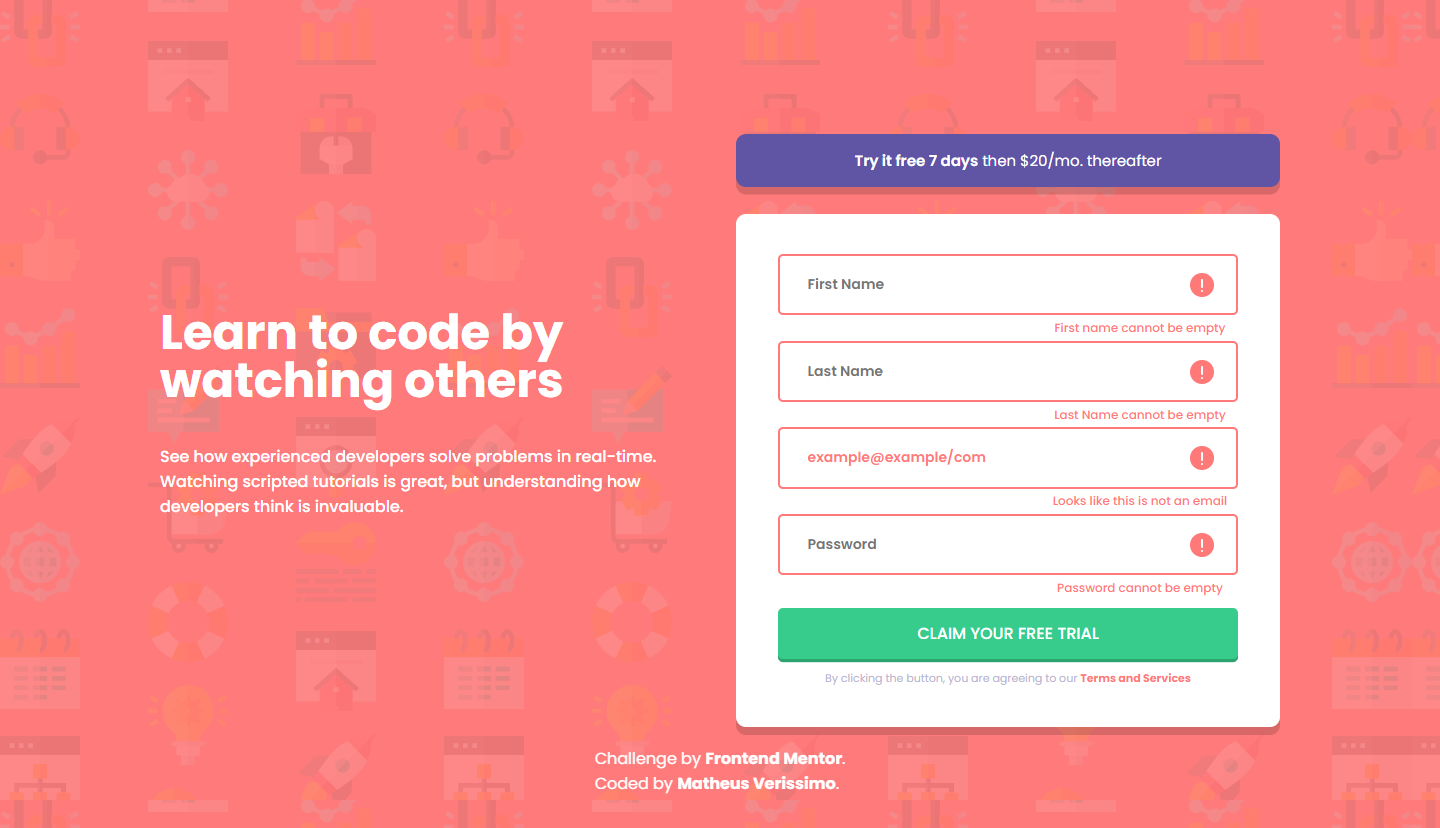 Learn to code by
watching others
See how experienced developers solve problems in real-time.
Watching scripted tutorials is great, but understanding how
developers think is invaluable.
Try it free 7 days then $20/mo. thereafter
First Name
First name cannot be empty
Last Name
Last Name cannot be empty
example@example/com
Looks like this is not an email
Password
Password cannot be empty
CLAIM YOUR FREE TRIAL
By clicking the button, you are agreeing to our Terms and Services
Challenge by Frontend Mentor.
Coded by Matheus Verissimo.